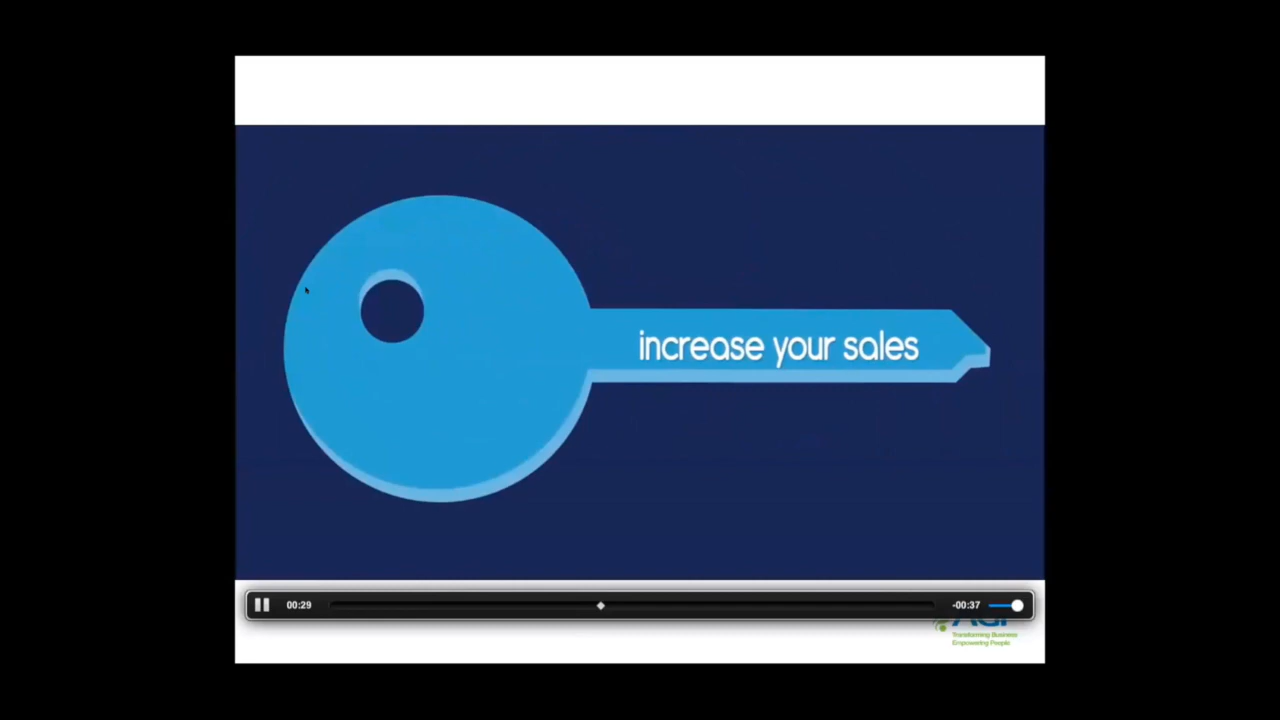 increase your sales
00:29
-00:37
Transforming Business
Empowering People